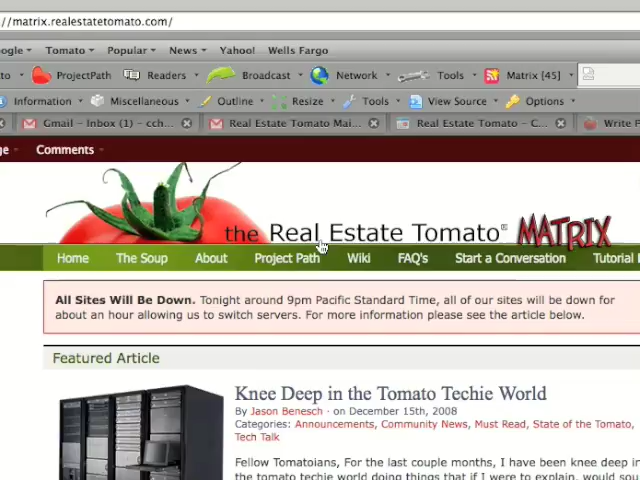 //matrix.realestatetomato.com/
ogle Tomato Popular News Yahoo! Wells Fargo
to ProjectPath Readers Broadcast Network Tools Matrix [45]
Information Miscellaneous Outline Resize Tools View Source Options
Gmail - Inbox (1) - cch... Real Estate Tomato Mai... Real Estate Tomato - C... Write P
ge Comments
the Real Estate Tomato® MATRIX
Home The Soup About Project Path Wiki FAQ's Start a Conversation Tutorial
All Sites Will Be Down. Tonight around 9pm Pacific Standard Time, all of our sites will be down for
about an hour allowing us to switch servers. For more information please see the article below.
Featured Article
Knee Deep in the Tomato Techie World
By Jason Benesch · on December 15th, 2008
Categories: Announcements, Community News, Must Read, State of the Tomato,
Tech Talk
Fellow Tomatoians, For the last couple months, I have been knee deep in
the tomato techie world doing things that if I were to explain, would sou